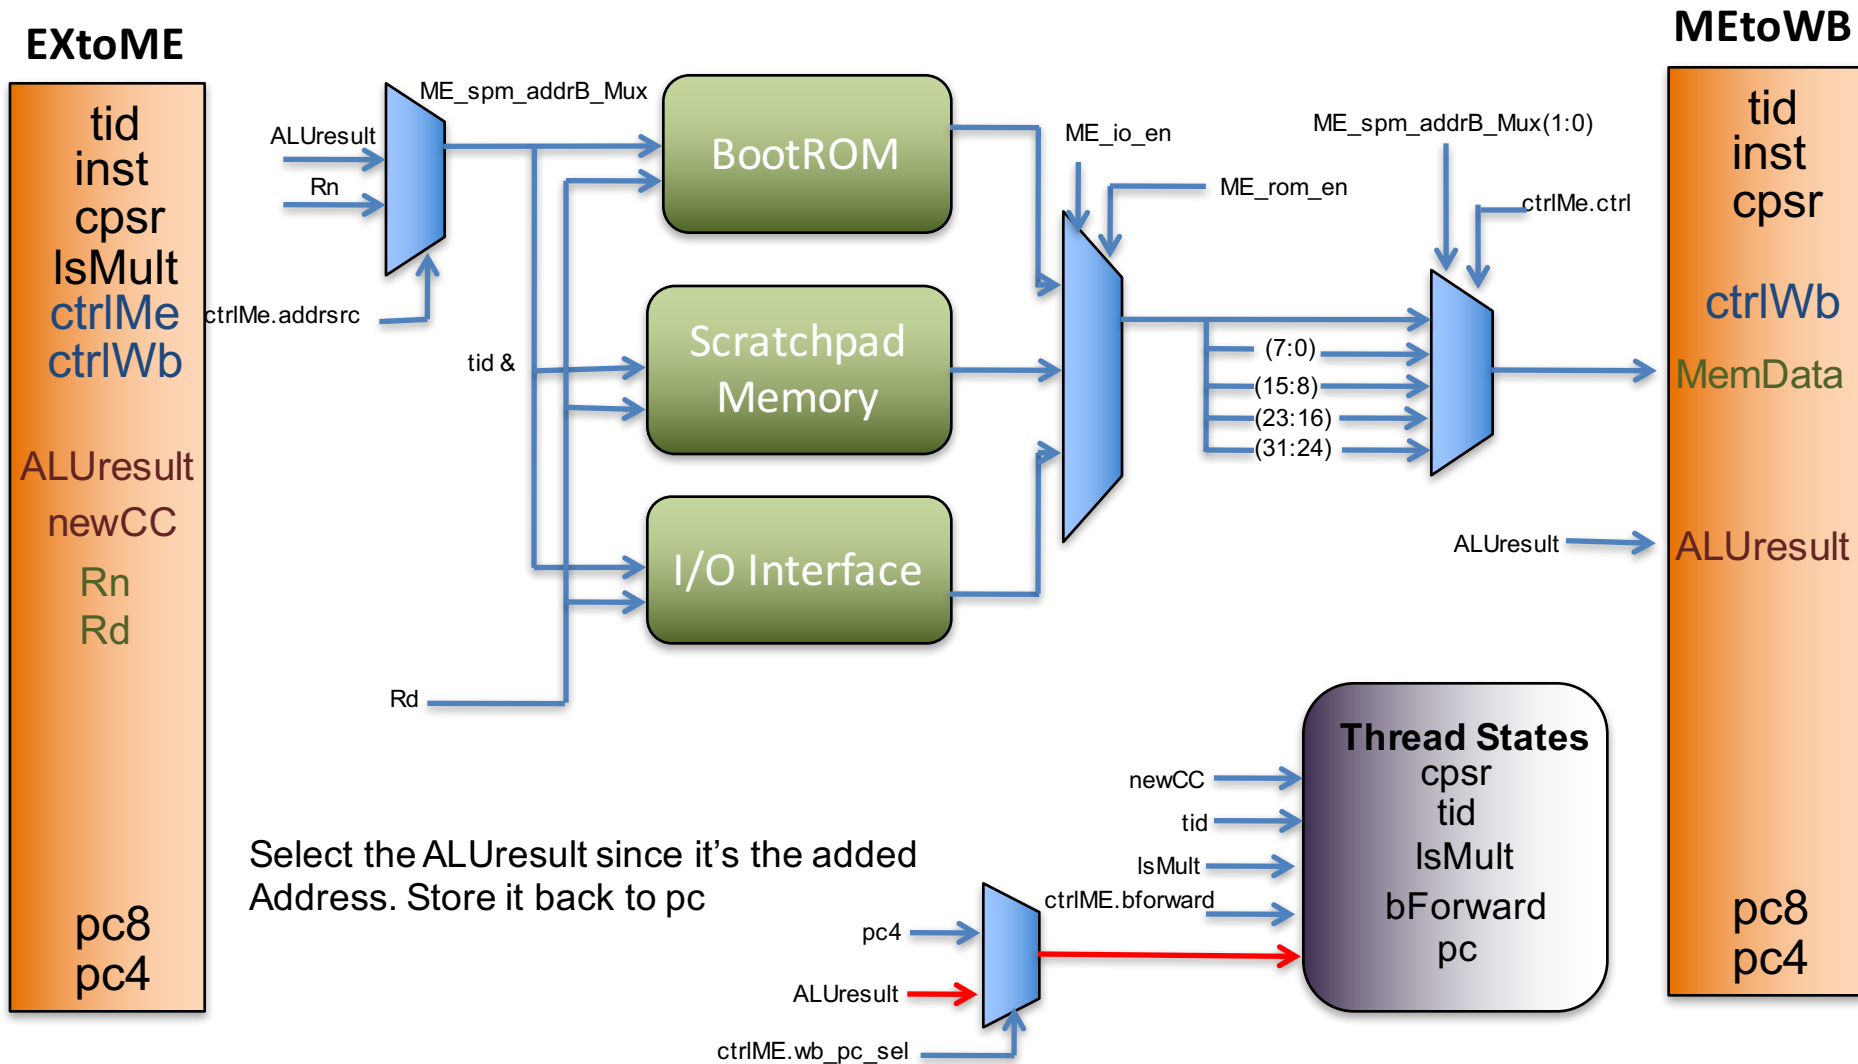 EXtoME
tid
inst
cpsr
lsMult
ctrlMe
ctrlWb
ALUresult
newCC
Rn
Rd
pc8
pc4
ALUresult
Rn
ctrlMe.addrsrc
ME_spm_addrB_Mux
tid &
Rd
BootROM
Scratchpad
Memory
I/O Interface
ME_io_en
ME_rom_en
ME_spm_addrB_Mux(1:0)
ctrlMe.ctrl
(7:0)
(15:8)
(23:16)
(31:24)
ALUresult
Select the ALUresult since it’s the added
Address. Store it back to pc
pc4
ALUresult
ctrlME.wb_pc_sel
newCC
tid
lsMult
ctrlME.bforward
Thread States
cpsr
tid
lsMult
bForward
pc
MEtoWB
tid
inst
cpsr
ctrlWb
MemData
ALUresult
pc8
pc4